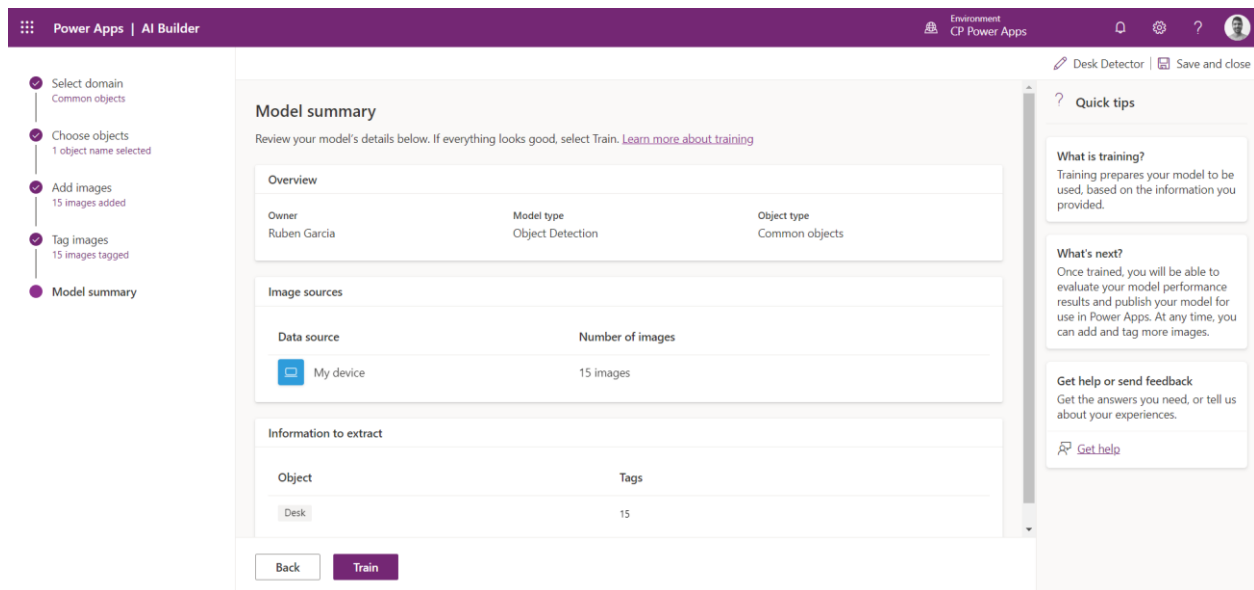 Power Apps | AI Builder
Environment
CP Power Apps
?
Desk Detector | Save and close
Select domain
Common objects
Choose objects
1 object name selected
Add images
15 images added
Tag images
15 images tagged
Model summary
Model summary
Review your model's details below. If everything looks good, select Train. Learn more about training
Overview
Owner
Model type
Object type
Ruben Garcia
Object Detection
Common objects
Image sources
Data source
Number of images
My device
15 images
Information to extract
Object
Tags
Desk
15
Back
Train
? Quick tips
What is training?
Training prepares your model to be
used, based on the information you
provided.
What's next?
Once trained, you will be able to
evaluate your model performance
results and publish your model for
use in Power Apps. At any time, you
can add and tag more images.
Get help or send feedback
Get the answers you need, or tell us
about your experiences.
Get help